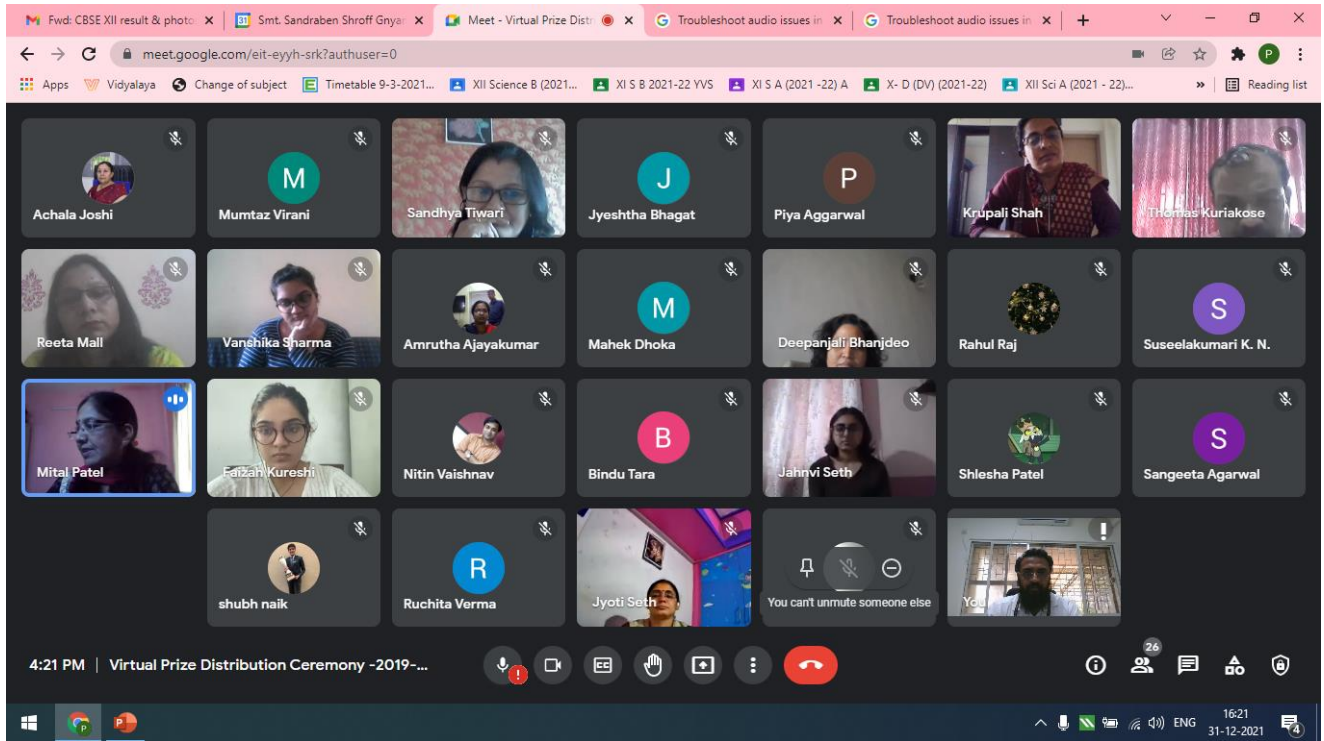 Fwd: CBSE XII result & photo
Smt. Sandraben Shroff Gnya
Meet - Virtual Prize Distri
Troubleshoot audio issues in
Troubleshoot audio issues in
meet.google.com/eit-eyyh-srk?authuser=0
P
Apps
Vidyalaya
Change of subject
Timetable 9-3-2021...
XII Science B (2021...
XI S B 2021-22 YVS
XI S A (2021 -22) A
X- D (DV) (2021-22)
XII Sci A (2021 - 22)...
»
Reading list
Achala Joshi
M
Mumtaz Virani
Sandhya Tiwari
J
Jyeshtha Bhagat
P
Piya Aggarwal
Krupali Shah
Thomas Kuriakose
Reeta Mall
Vanshika Sharma
Amrutha Ajayakumar
M
Mahek Dhoka
Deepanjali Bhanjdeo
Rahul Raj
S
Suseelakumari K. N.
Mital Patel
Faizah Kureshi
Nitin Vaishnav
B
Bindu Tara
Jahnvi Seth
Shlesha Patel
S
Sangeeta Agarwal
shubh naik
R
Ruchita Verma
Jyoti Seth
You can't unmute someone else
You
4:21 PM | Virtual Prize Distribution Ceremony -2019-...
CC
26
ENG
16:21
31-12-2021
4